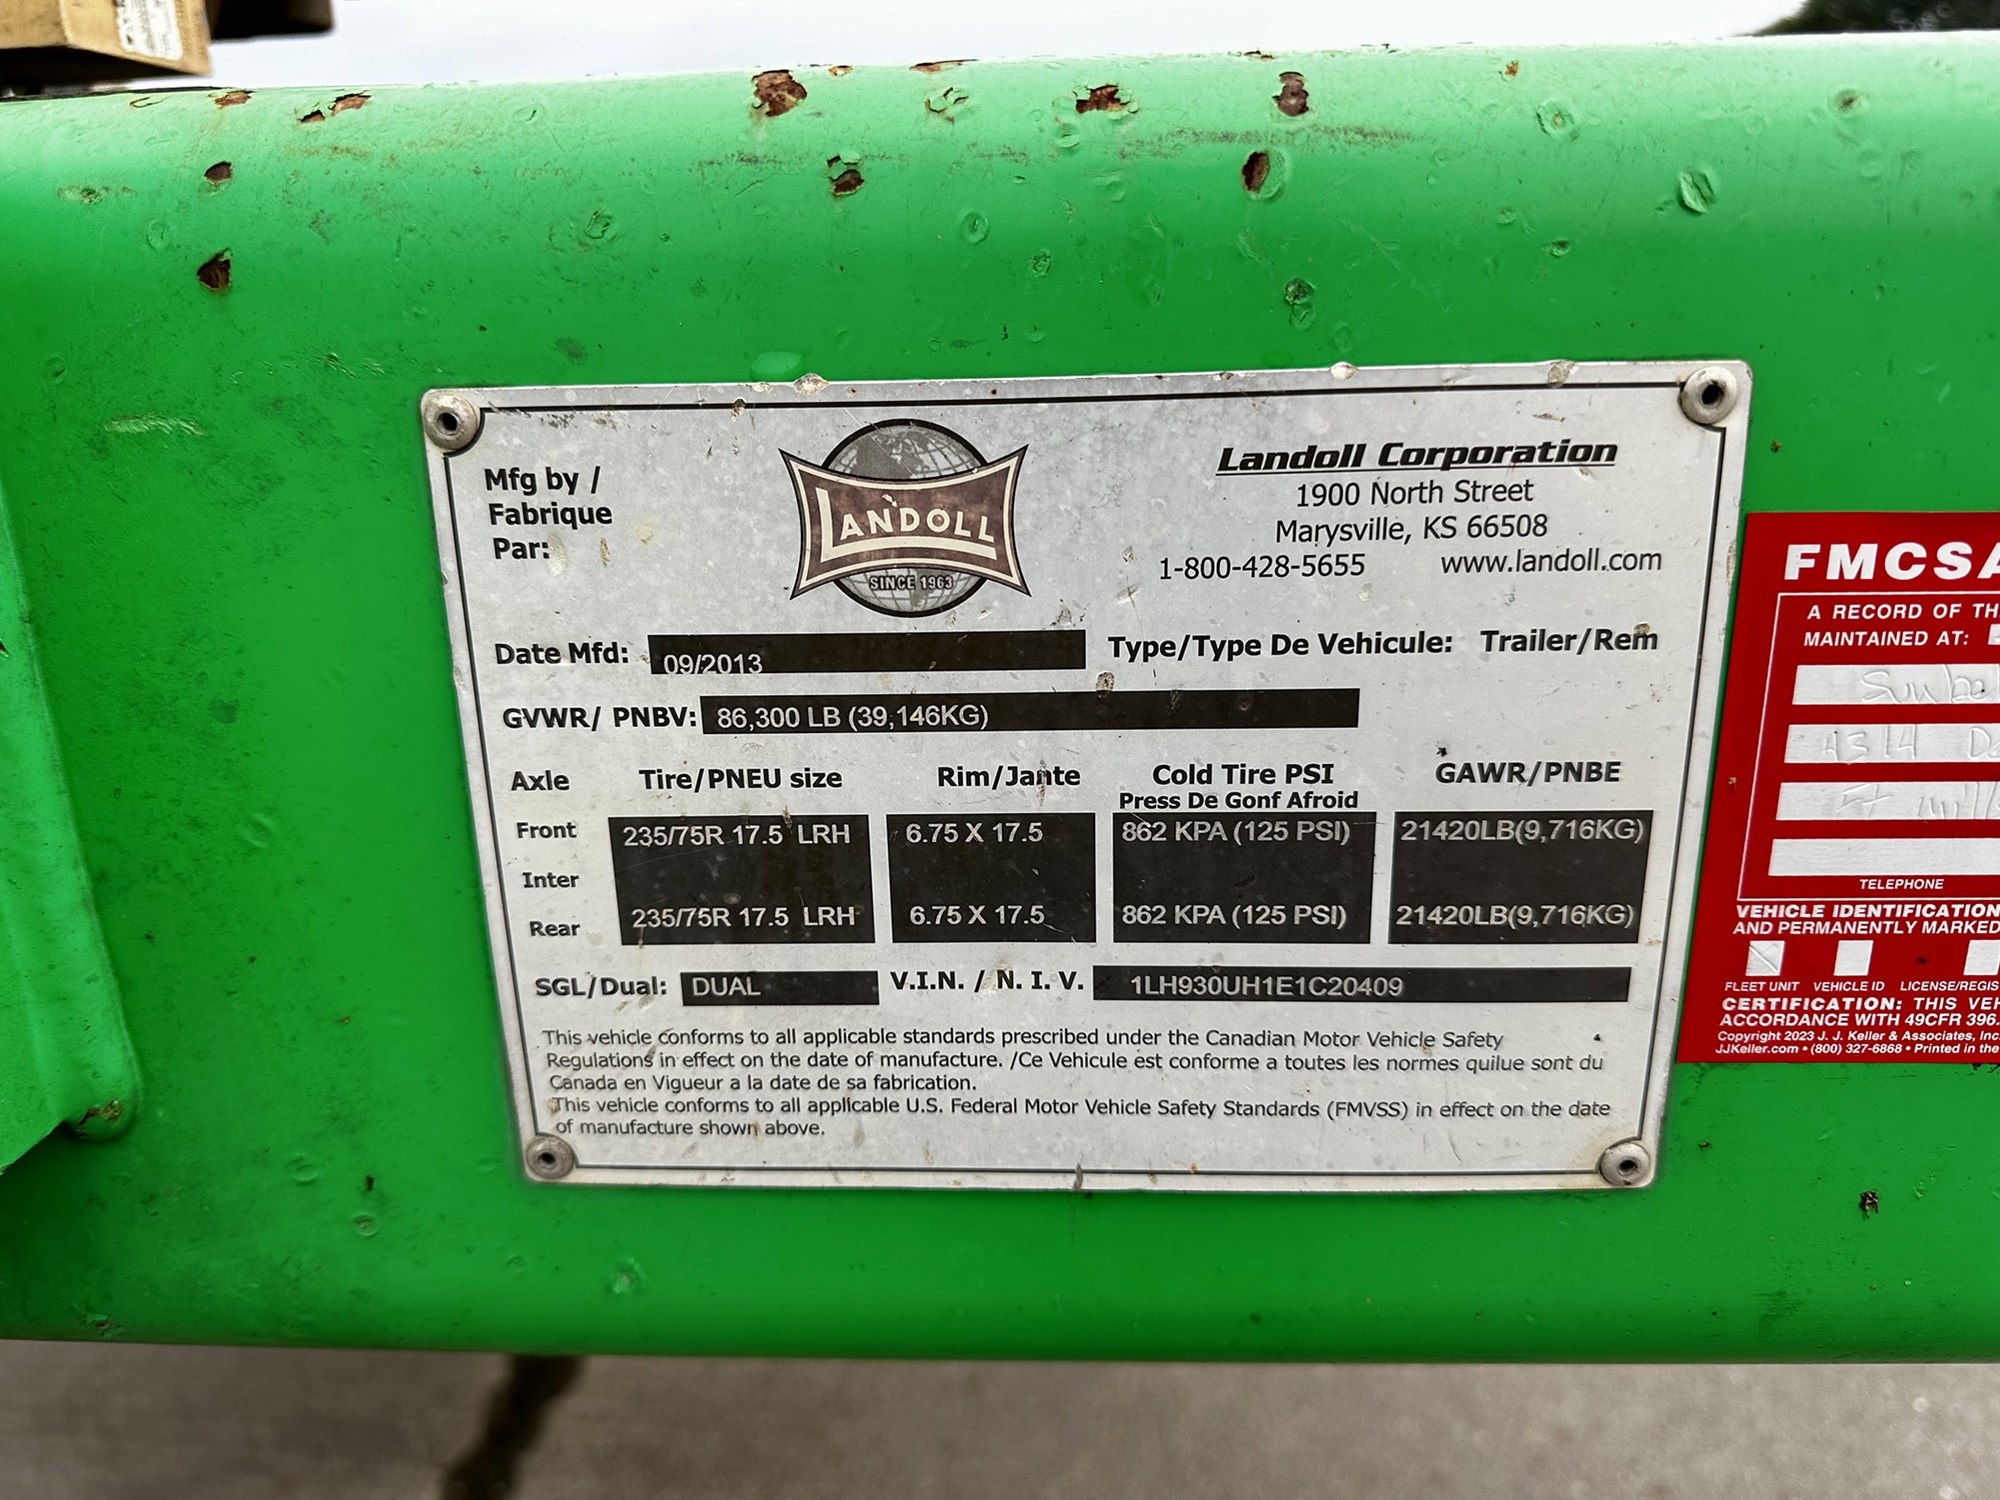 Mfg by /
Fabrique
Par:
LANDOLL
SINCE 1963
Landoll Corporation
1900 North Street
Marysville, KS 66508
1-800-428-5655 www.landoll.com
Date Mfd: 09/2013 Type/Type De Vehicule: Trailer/Rem
GVWR/ PNBV: 86,300 LB (39,146KG)
Axle Tire/PNEU size Rim/Jante Cold Tire PSI GAWR/PNBE
Press De Gonf Afroid
Front 235/75R 17.5 LRH 6.75 X 17.5 862 KPA (125 PSI) 21420LB(9,716KG)
Inter
Rear 235/75R 17.5 LRH 6.75 X 17.5 862 KPA (125 PSI) 21420LB(9,716KG)
SGL/Dual: DUAL V.I.N. / N. I. V. 1LH930UH1E1C20409
This vehicle conforms to all applicable standards prescribed under the Canadian Motor Vehicle Safety
Regulations in effect on the date of manufacture. /Ce Vehicule est conforme a toutes les normes quilue sont du
Canada en Vigueur a la date de sa fabrication.
This vehicle conforms to all applicable U.S. Federal Motor Vehicle Safety Standards (FMVSS) in effect on the date
of manufacture shown above.
FMCSA
A RECORD OF TH
MAINTAINED AT:
4314
TELEPHONE
VEHICLE IDENTIFICATION
AND PERMANENTLY MARKED
FLEET UNIT VEHICLE ID LICENSE/REGIS
CERTIFICATION: THIS VEH
ACCORDANCE WITH 49CFR 396.
Copyright 2023 J. J. Keller & Associates, Inc.
JJKeller.com • (800) 327-6868 • Printed in the